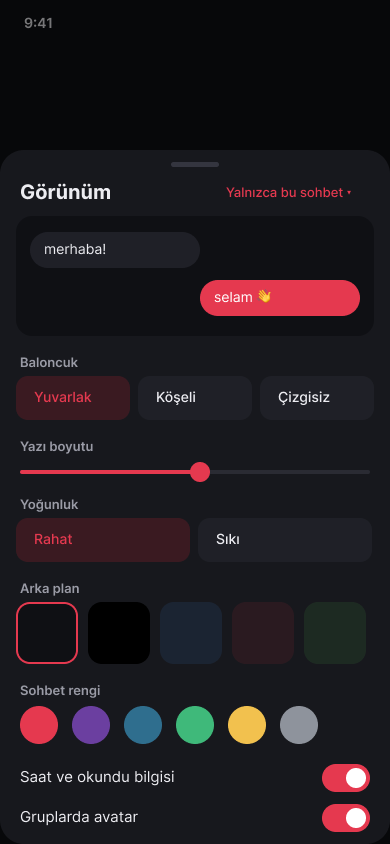 9:41
Görünüm
Yalnızca bu sohbet ▾
merhaba!
selam 👋
Baloncuk
Yuvarlak Köşeli Çizgisiz
Yazı boyutu
Yoğunluk
Rahat Sıkı
Arka plan
Sohbet rengi
Saat ve okundu bilgisi
Gruplarda avatar